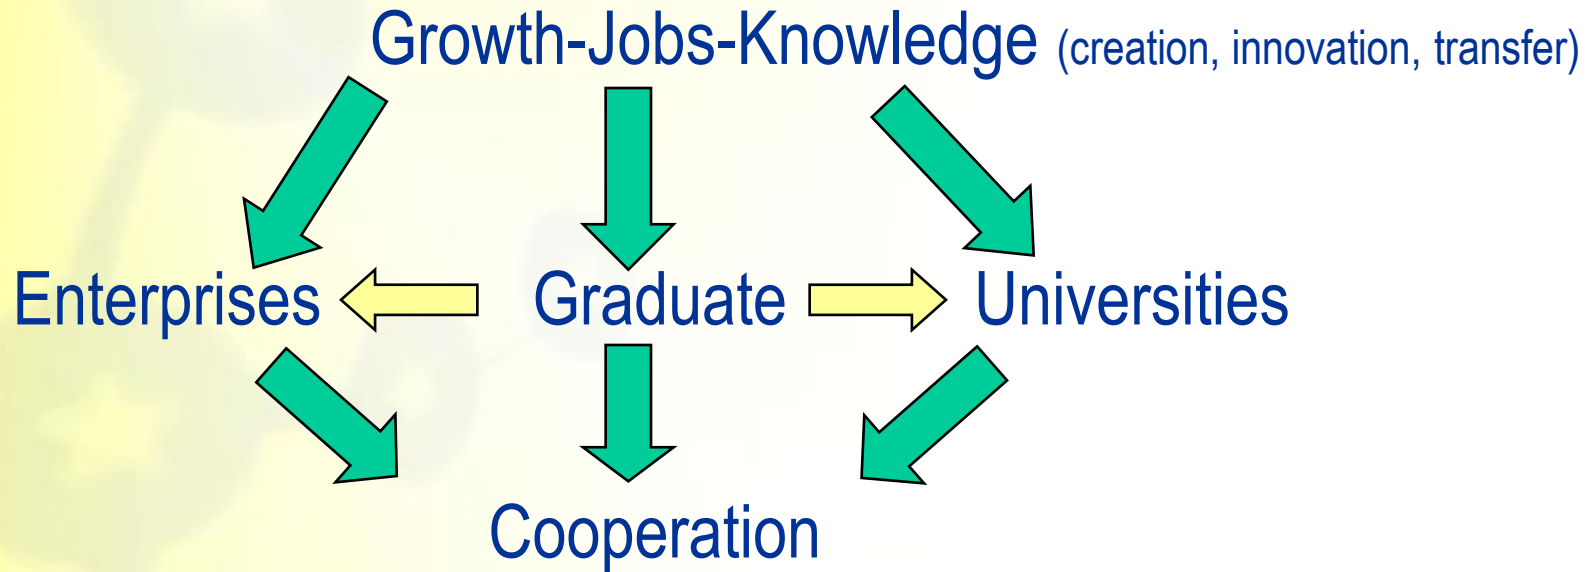 Growth-Jobs-Knowledge (creation, innovation, transfer)
Enterprises Graduate Universities
Cooperation